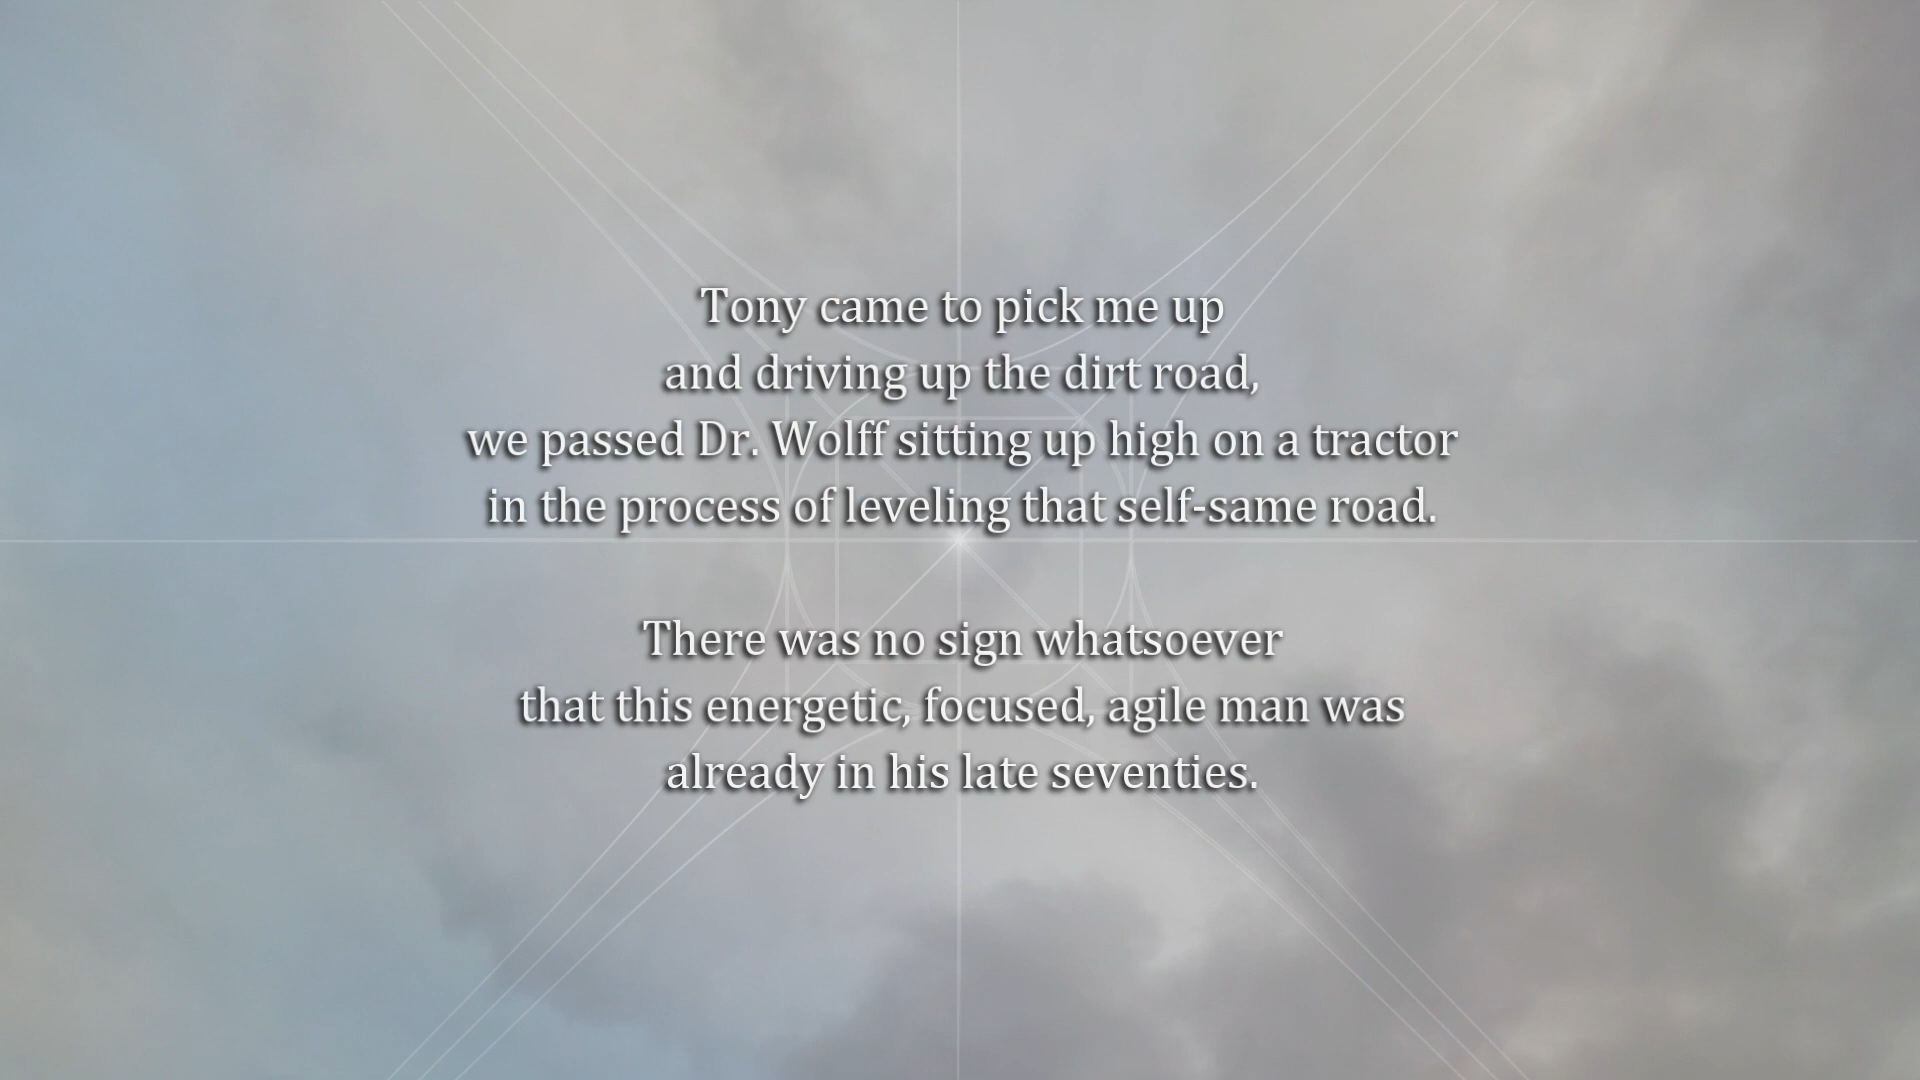 Tony came to pick me up
and driving up the dirt road,
we passed Dr. Wolff sitting up high on a tractor
in the process of leveling that self-same road.
There was no sign whatsoever
that this energetic, focused, agile man was
already in his late seventies.